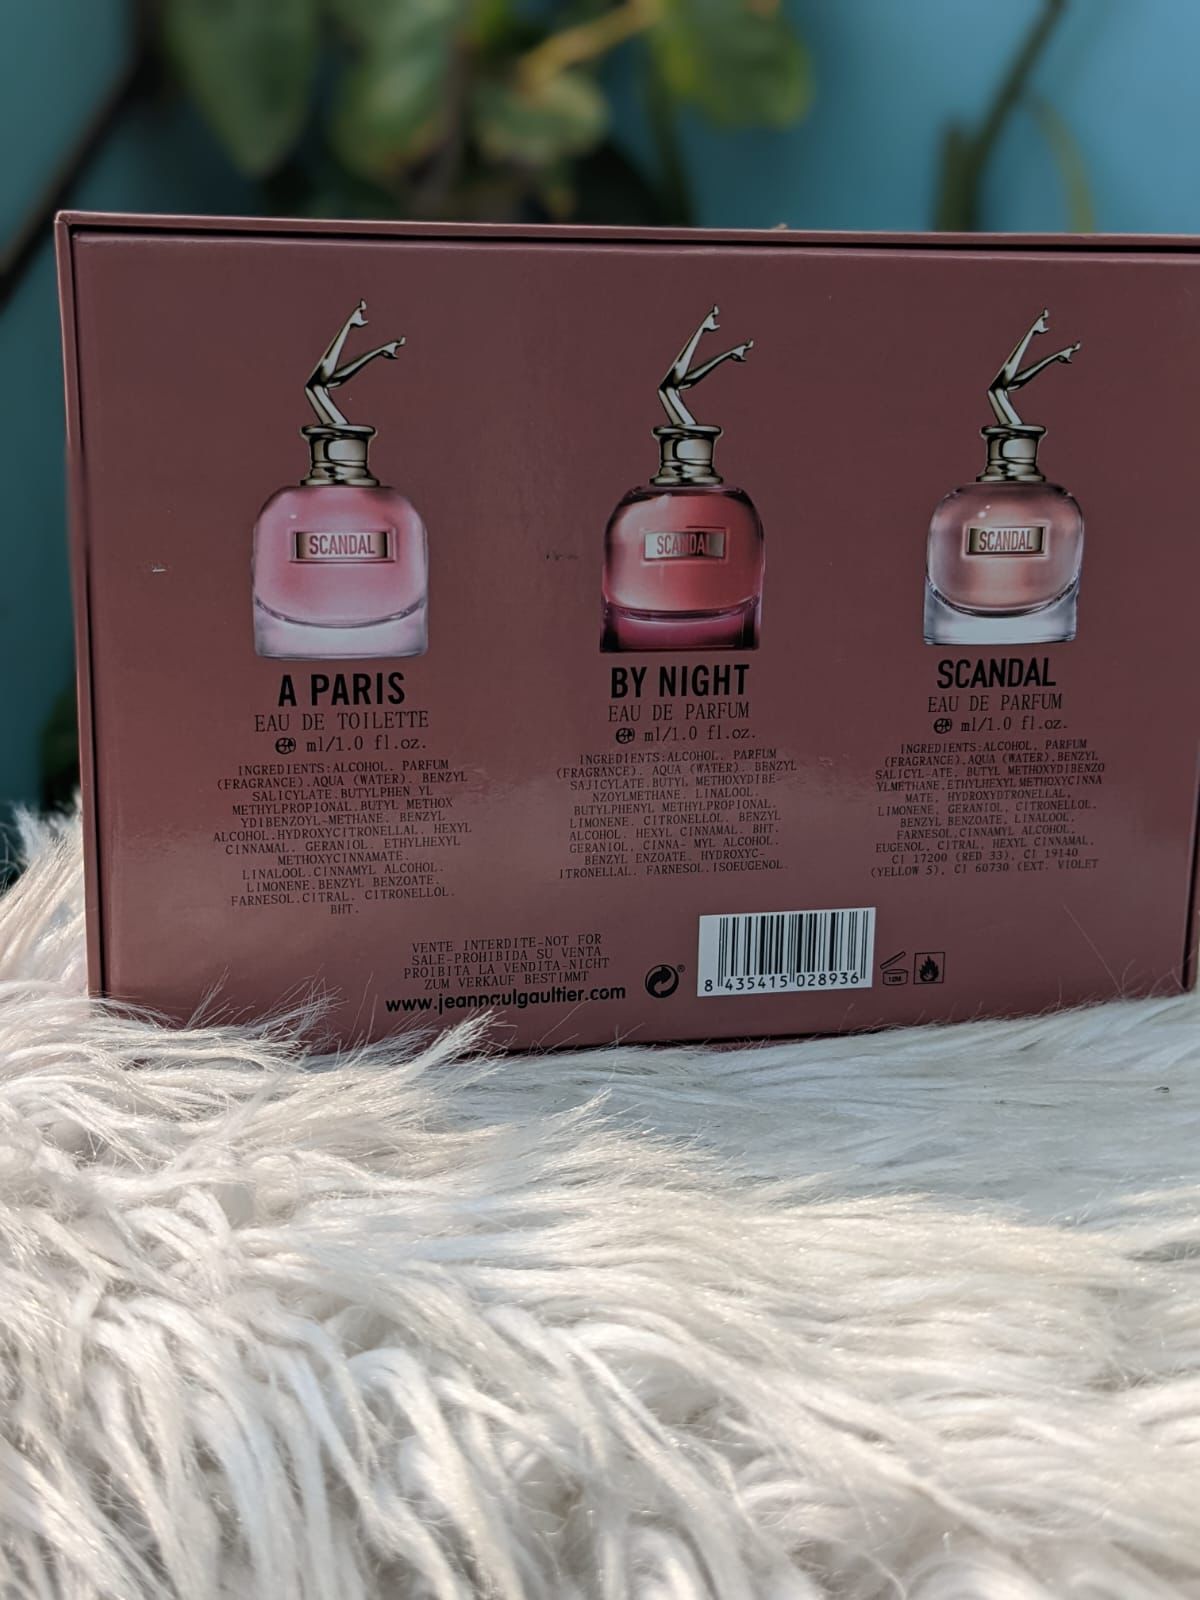 SCANDAL
A PARIS
EAU DE TOILETTE
ml/1.0 fl.oz.
INGREDIENTS:ALCOHOL. PARFUM
(FRAGRANCE).AQUA (WATER). BENZYL
SALICYLATE.BUTYLPHEN YL
METHYLPROPIONAL.BUTYL METHOX
YDIBENZOYL-METHANE. BENZYL
ALCOHOL.HYDROXYCITRONELLAL. HEXYL
CINNAMAL. GERANIOL. ETHYLHEXYL
METHOXYCINNAMATE.
LINALOOL.CINNAMYL ALCOHOL.
LIMONENE.BENZYL BENZOATE.
FARNESOL.CITRAL. CITRONELLOL.
BHT.
SCANDAL
BY NIGHT
EAU DE PARFUM
ml/1.0 fl.oz.
INGREDIENTS:ALCOHOL. PARFUM
(FRAGRANCE). AQUA (WATER). BENZYL
SAJICYLATE.BUTYL METHOXYDIBE-
NZOYLMETHANE. LINALOOL.
BUTYLPHENYL METHYLPROPIONAL.
LIMONENE. CITRONELLOL. BENZYL
ALCOHOL. HEXYL CINNAMAL. BHT.
GERANIOL. CINNA- MYL ALCOHOL.
BENZYL ENZOATE. HYDROXYC-
ITRONELLAL. FARNESOL.ISOEUGENOL.
SCANDAL
SCANDAL
EAU DE PARFUM
ml/1.0 fl.oz.
INGREDIENTS:ALCOHOL, PARFUM
(FRAGRANCE).AQUA (WATER).BENZYL
SALICYL-ATE. BUTYL METHOXYDIBENZO
YLMETHANE.ETHYLHEXYL METHOXYCINNA
MATE, HYDROXYDTRONELLAL,
LIMONENE, GERANIOL, CITRONELLOL.
BENZYL BENZOATE, LINALOOL,
FARNESOL,CINNAMYL ALCOHOL,
EUGENOL, CITRAL, HEXYL CINNAMAL,
CI 17200 (RED 33), CI 19140
(YELLOW 5), CI 60730 (EXT. VIOLET
VENTE INTERDITE-NOT FOR
SALE-PROHIBIDA SU VENTA
PROIBITA LA VENDITA-NICHT
ZUM VERKAUF BESTIMMT
www.jeanpaulgaultier.com
8 435415 028936
12M